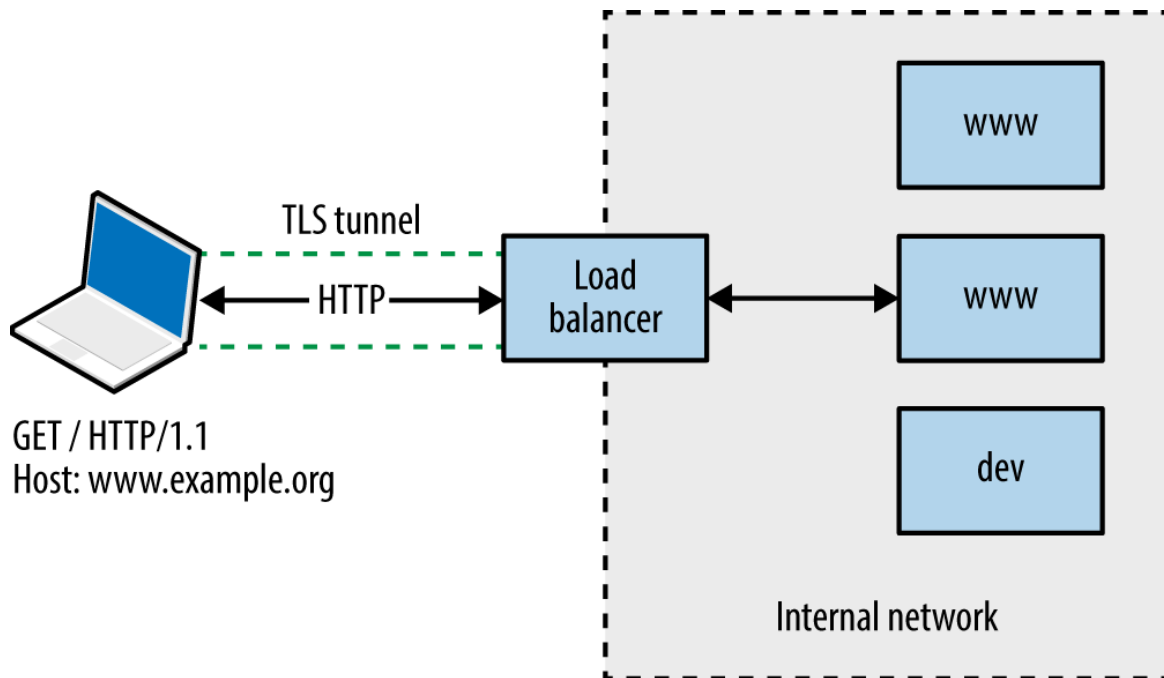 www
TLS tunnel
HTTP
Load
balancer
www
GET / HTTP/1.1
Host: www.example.org
dev
Internal network